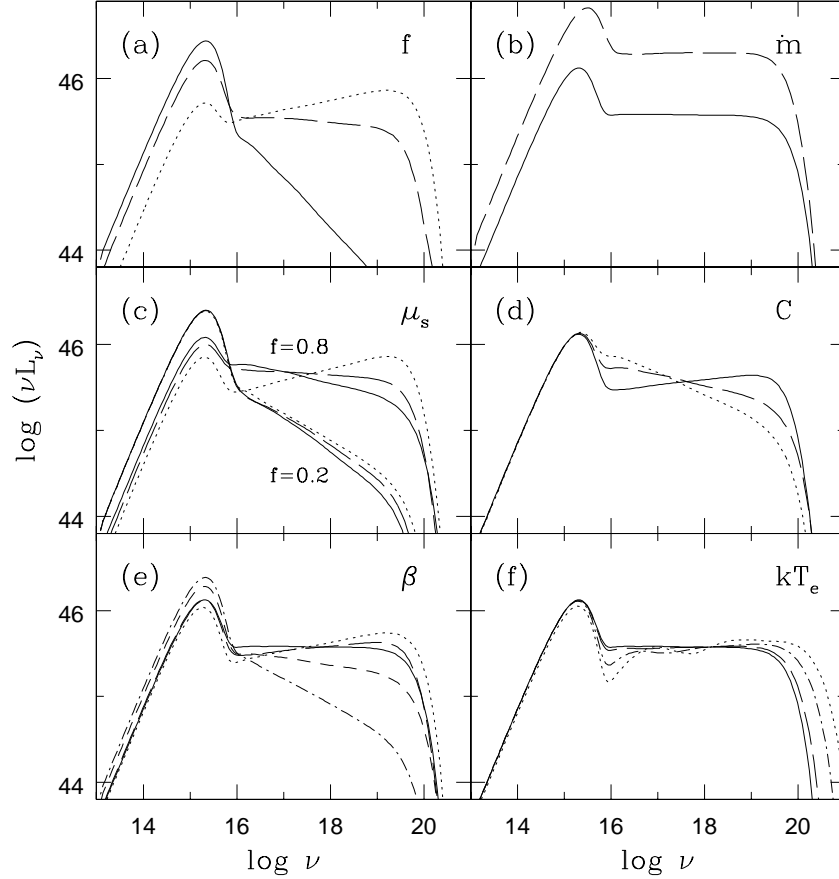 (a) f
(b) ṁ
46
44
(c) μs
f=0.8
f=0.2
(d) C
46
44
log (νLν)
(e) β
(f) kTe
46
44
14 16 18 20
14 16 18 20
log ν
log ν